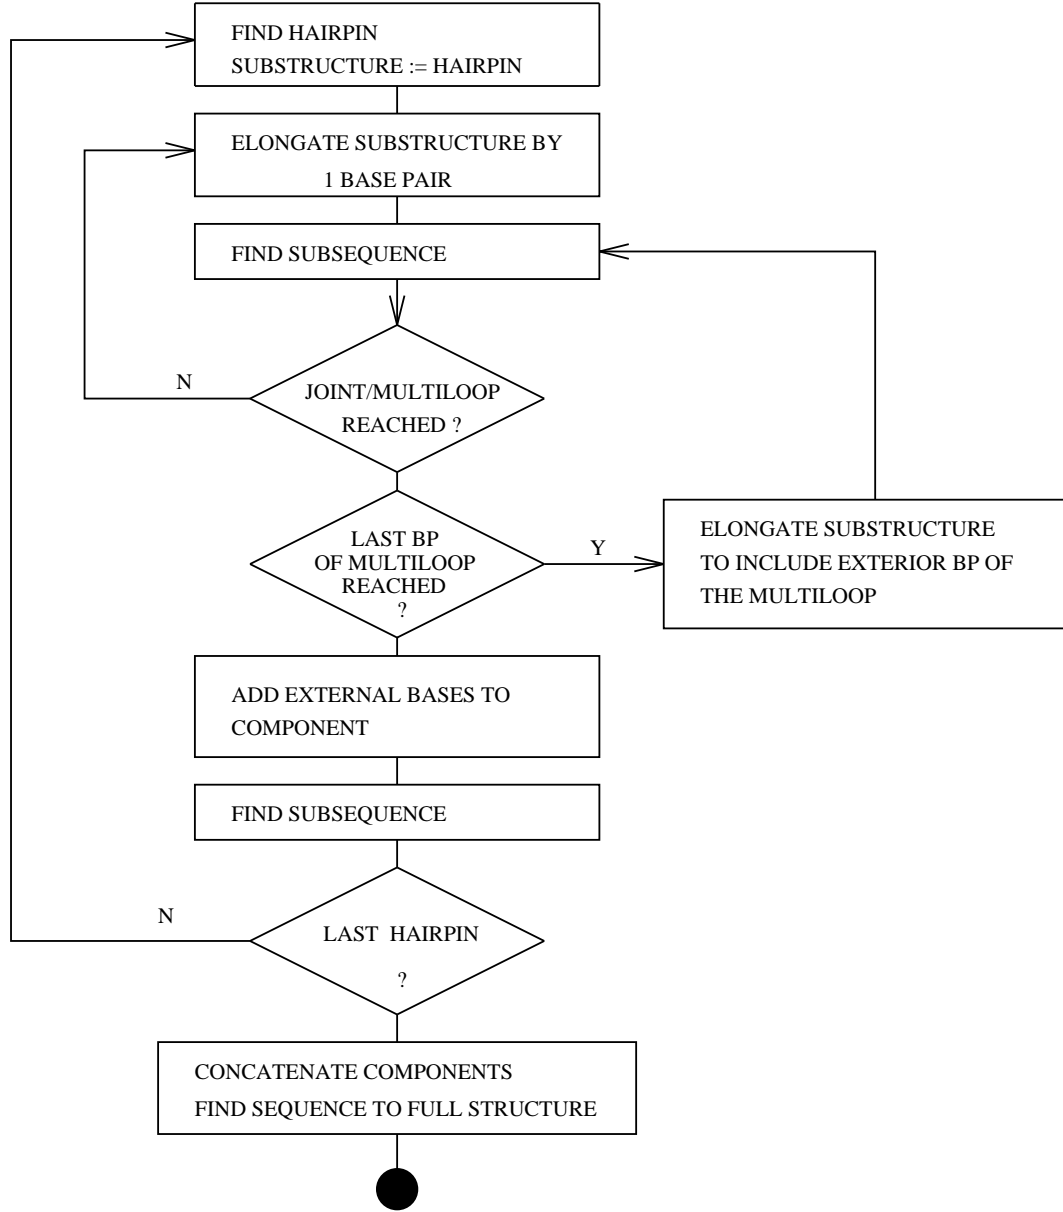 FIND HAIRPIN
SUBSTRUCTURE := HAIRPIN
ELONGATE SUBSTRUCTURE BY
1 BASE PAIR
FIND SUBSEQUENCE
N
JOINT/MULTILOOP
REACHED ?
LAST BP
OF MULTILOOP
REACHED
?
Y
ELONGATE SUBSTRUCTURE
TO INCLUDE EXTERIOR BP OF
THE MULTILOOP
ADD EXTERNAL BASES TO
COMPONENT
FIND SUBSEQUENCE
N
LAST HAIRPIN
?
CONCATENATE COMPONENTS
FIND SEQUENCE TO FULL STRUCTURE